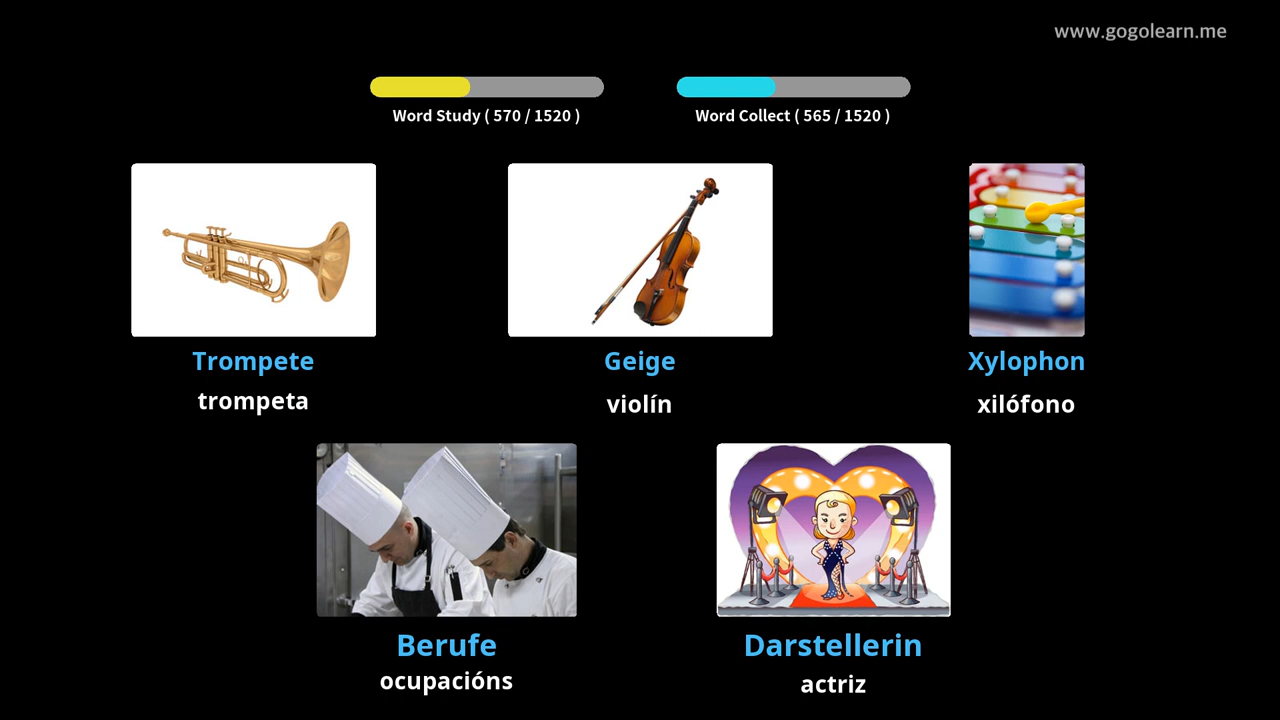 www.gogolearn.me
Word Study ( 570 / 1520 )
Word Collect ( 565 / 1520 )
Trompete
trompeta
Geige
violín
Xylophon
xilófono
Berufe
ocupacións
Darstellerin
actriz